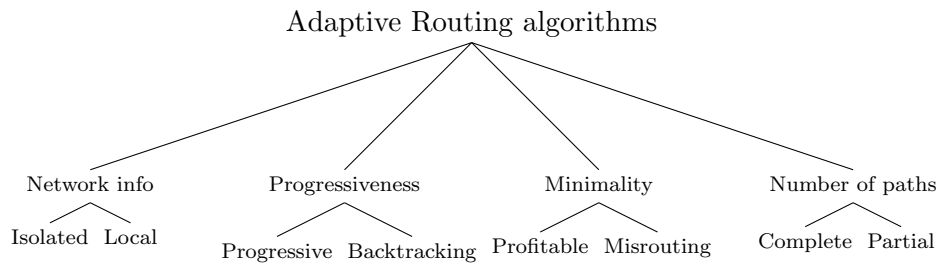 Adaptive Routing algorithms
Network info Progressiveness Minimality Number of paths
Isolated Local Progressive Backtracking Profitable Misrouting Complete Partial